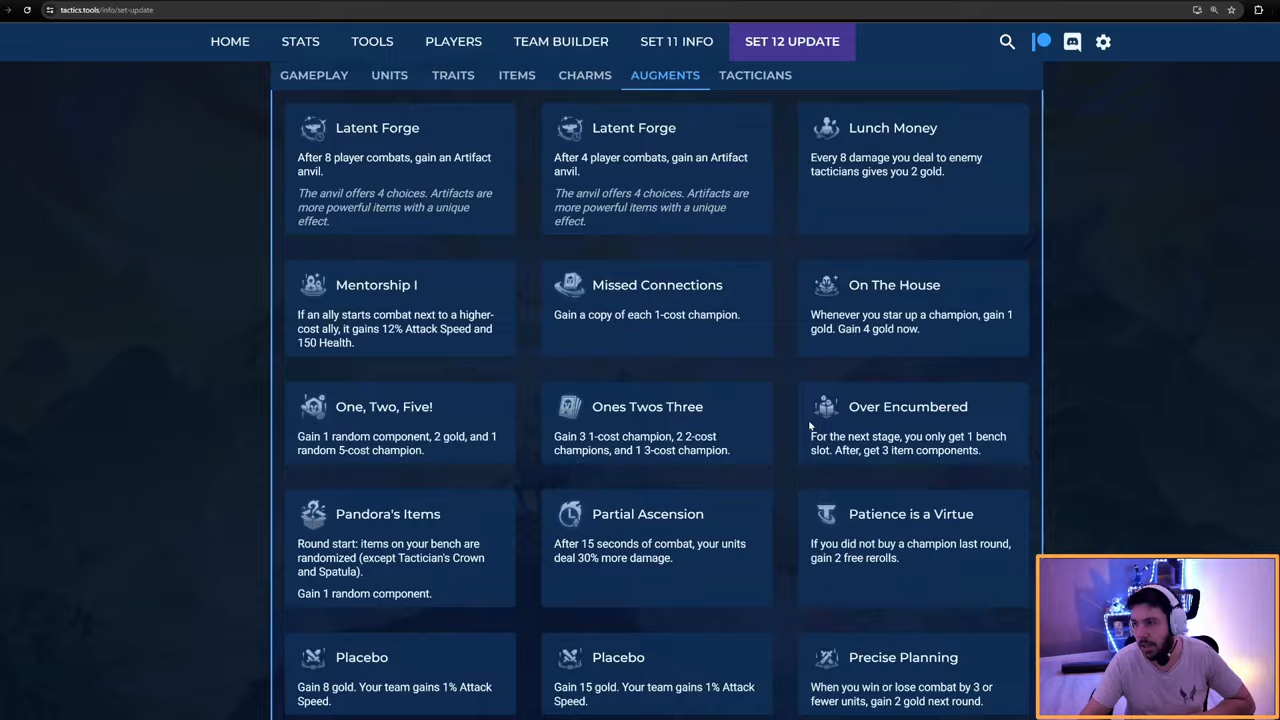 tactics.tools/info/set-update
HOME STATS TOOLS PLAYERS TEAM BUILDER SET 11 INFO SET 12 UPDATE
GAMEPLAY UNITS TRAITS ITEMS CHARMS AUGMENTS TACTICIANS
Latent Forge
After 8 player combats, gain an Artifact
anvil.
The anvil offers 4 choices. Artifacts are
more powerful items with a unique
effect.
Latent Forge
After 4 player combats, gain an Artifact
anvil.
The anvil offers 4 choices. Artifacts are
more powerful items with a unique
effect.
Lunch Money
Every 8 damage you deal to enemy
tacticians gives you 2 gold.
Mentorship I
If an ally starts combat next to a higher-
cost ally, it gains 12% Attack Speed and
150 Health.
Missed Connections
Gain a copy of each 1-cost champion.
On The House
Whenever you star up a champion, gain 1
gold. Gain 4 gold now.
One, Two, Five!
Gain 1 random component, 2 gold, and 1
random 5-cost champion.
Ones Twos Three
Gain 3 1-cost champion, 2 2-cost
champions, and 1 3-cost champion.
Over Encumbered
For the next stage, you only get 1 bench
slot. After, get 3 item components.
Pandora's Items
Round start: items on your bench are
randomized (except Tactician's Crown
and Spatula).
Gain 1 random component.
Partial Ascension
After 15 seconds of combat, your units
deal 30% more damage.
Patience is a Virtue
If you did not buy a champion last round,
gain 2 free rerolls.
Placebo
Gain 8 gold. Your team gains 1% Attack
Speed.
Placebo
Gain 15 gold. Your team gains 1% Attack
Speed.
Precise Planning
When you win or lose combat by 3 or
fewer units, gain 2 gold next round.